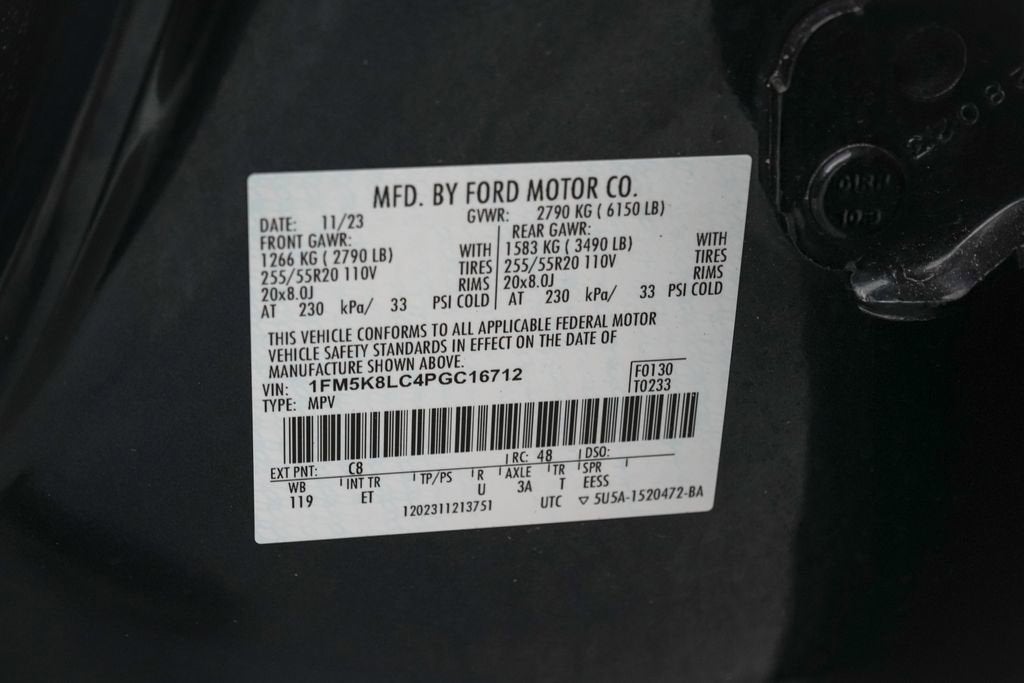 MFD. BY FORD MOTOR CO.
DATE: 11/23 GVWR: 2790 KG ( 6150 LB)
FRONT GAWR: REAR GAWR:
1266 KG ( 2790 LB) WITH 1583 KG ( 3490 LB) WITH
255/55R20 110V TIRES 255/55R20 110V TIRES
20x8.0J RIMS 20x8.0J RIMS
AT 230 kPa/ 33 PSI COLD AT 230 kPa/ 33 PSI COLD
THIS VEHICLE CONFORMS TO ALL APPLICABLE FEDERAL MOTOR
VEHICLE SAFETY STANDARDS IN EFFECT ON THE DATE OF
MANUFACTURE SHOWN ABOVE.
VIN: 1FM5K8LC4PGC16712 F0130
TYPE: MPV T0233
EXT PNT: C8 RC: 48 DSO:
WB INT TR TP/PS R AXLE TR SPR
119 ET U 3A T EESS
1202311213751 UTC ▽ 5U5A-1520472-BA